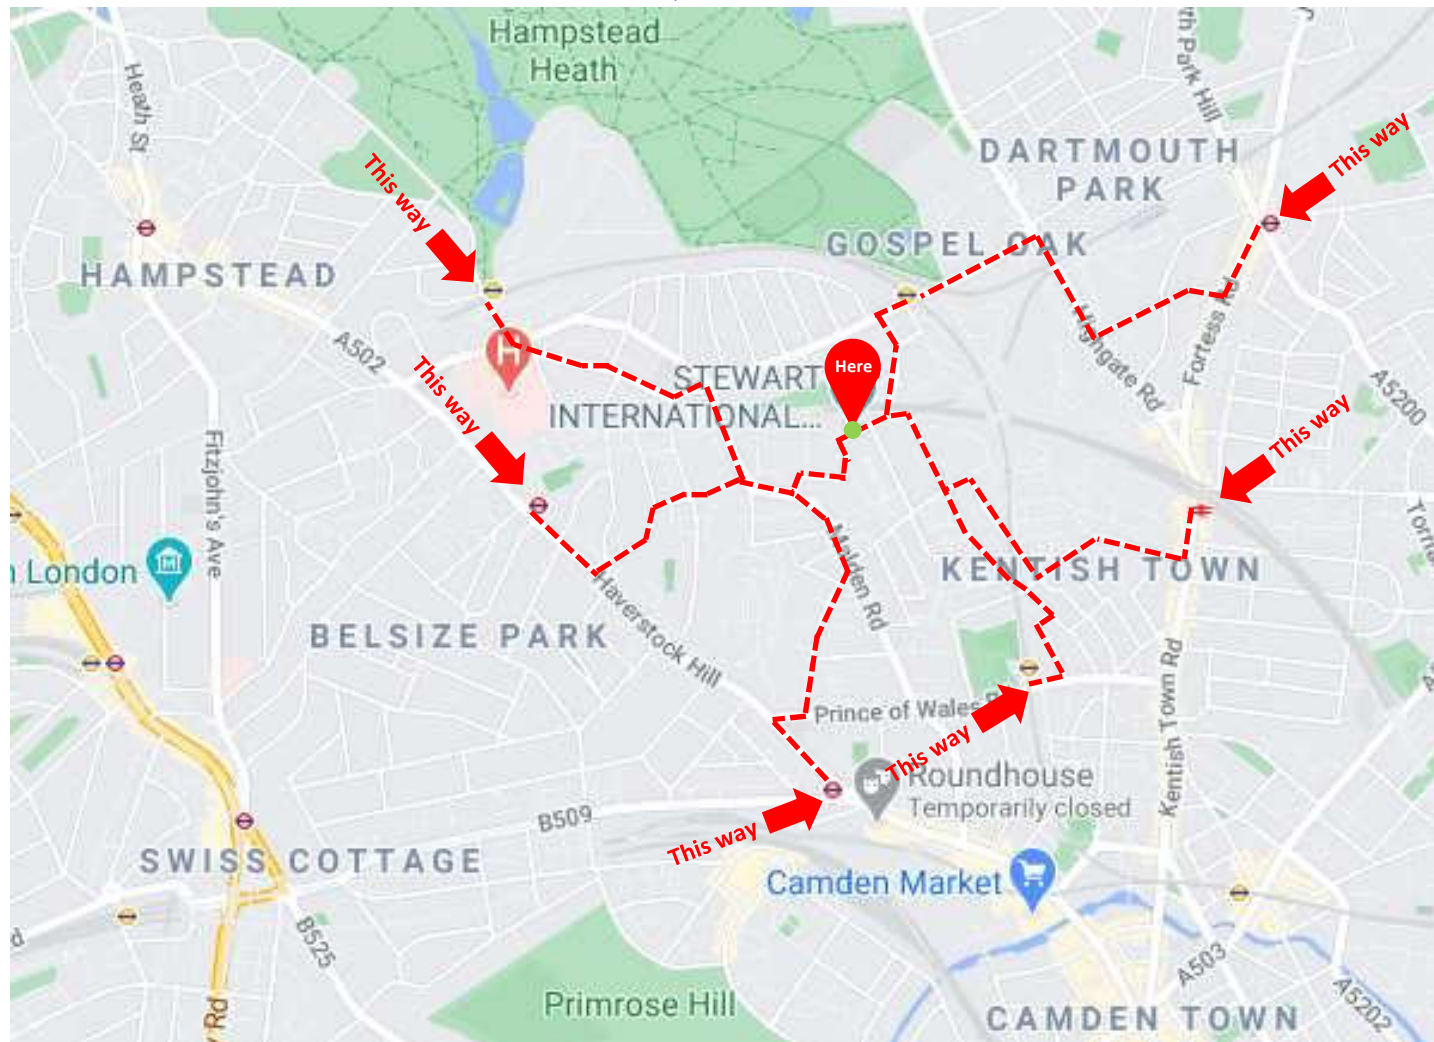 Hampstead
Heath
Heath St
DARTMOUTH
PARK
This way
This way
GOSPEL OAK
HAMPSTEAD
A502
This way
Highgate Rd
Fortess Rd
Here
STEWART
INTERNATIONAL...
A5200
This way
Fitzjohn's Ave
London
Malden Rd
KENTISH TOWN
Haverstock Hill
BELSIZE PARK
Prince of Wales
Kentish Town Rd
This way
Roundhouse
Temporarily closed
B509
This way
SWISS COTTAGE
Camden Market
B525
A503
A5202
Primrose Hill
CAMDEN TOWN
Rd